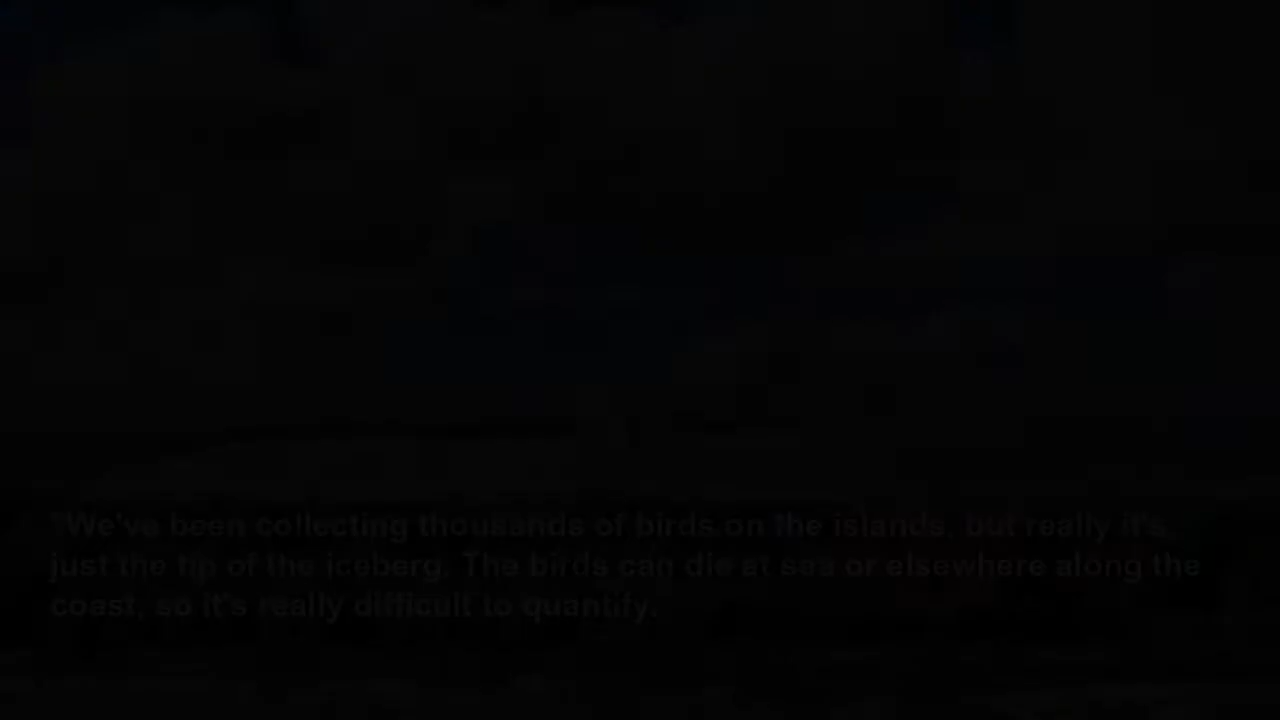 "We've been collecting thousands of birds on the islands, but really it's
just the tip of the iceberg. The birds can die at sea or elsewhere along the
coast, so it's really difficult to quantify.